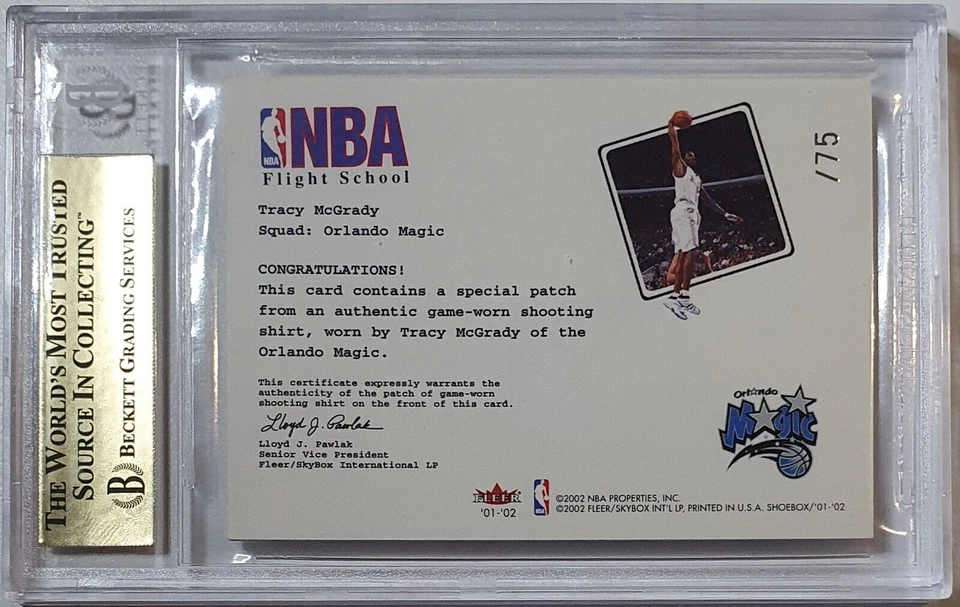 THE WORLD'S MOST TRUSTED
SOURCE IN COLLECTING™
B BECKETT GRADING SERVICES
B
NBA
NBA
Flight School
Tracy McGrady
Squad: Orlando Magic
CONGRATULATIONS!
This card contains a special patch
from an authentic game-worn shooting
shirt, worn by Tracy McGrady of the
Orlando Magic.
This certificate expressly warrants the
authenticity of the patch of game-worn
shooting shirt on the front of this card.
Lloyd J. Pawlak
Lloyd J. Pawlak
Senior Vice President
Fleer/SkyBox International LP
/75
Orlando
Magic
FLEER
'01-'02
NBA
©2002 NBA PROPERTIES, INC.
©2002 FLEER/SKYBOX INT'L LP, PRINTED IN U.S.A. SHOEBOX/'01-'02